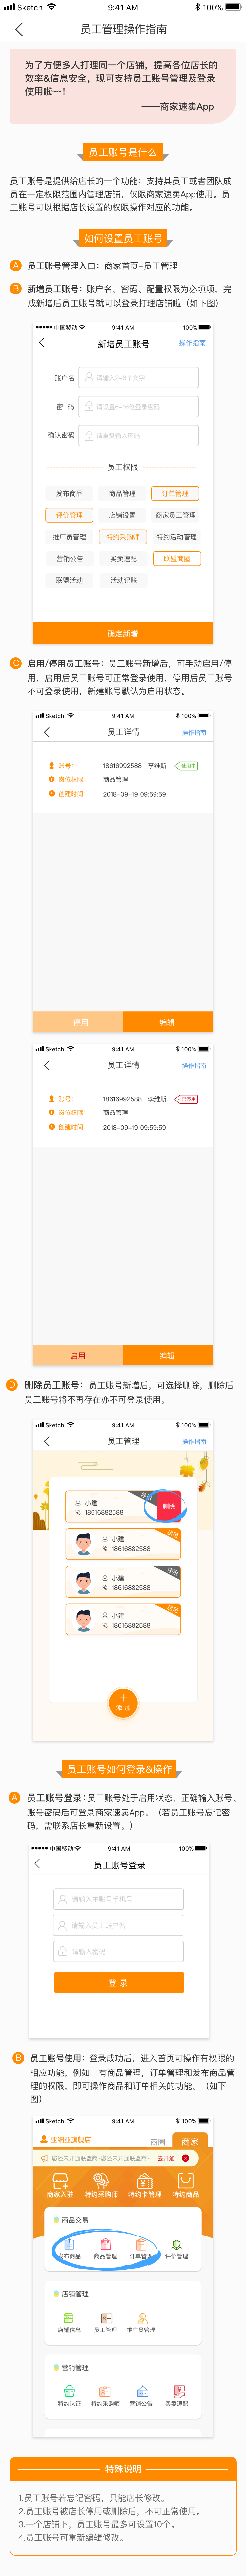 Sketch 9:41 AM 100%
员工管理操作指南
为了方便多人打理同一个店铺，提高各位店长的
效率&信息安全，现可支持员工账号管理及登录
使用啦~~！
——商家速卖App
员工账号是什么
员工账号是提供给店长的一个功能：支持其员工或者团队成
员在一定权限范围内管理店铺，仅限商家速卖App使用。员
工账号可以根据店长设置的权限操作对应的功能。
如何设置员工账号
A 员工账号管理入口：商家首页–员工管理
B 新增员工账号：账户名、密码、配置权限为必填项，完
成新增后员工账号就可以登录打理店铺啦（如下图）
中国移动 9:41 AM 100%
新增员工账号 操作指南
账户名 请输入2-6个文字
密 码 请设置6-16位登录密码
确认密码 请重复输入密码
员工权限
发布商品 商品管理 订单管理
评价管理 店铺设置 商家员工管理
推广员管理 特约采购师 特约活动管理
营销公告 买卖速配 联盟商圈
联盟活动 活动记账
确定新增
C 启用/停用员工账号：员工账号新增后，可手动启用/停
用，启用后员工账号可正常登录使用，停用后员工账号
不可登录使用，新建账号默认为启用状态。
Sketch 9:41 AM 100%
员工详情 操作指南
账号： 18616992588 李维斯 使用中
岗位权限： 商品管理
创建时间： 2018-09-19 09:59:59
停用 编辑
Sketch 9:41 AM 100%
员工详情 操作指南
账号： 18616992588 李维斯 已停用
岗位权限： 商品管理
创建时间： 2018-09-19 09:59:59
启用 编辑
D 删除员工账号：员工账号新增后，可选择删除，删除后
员工账号将不再存在亦不可登录使用。
Sketch 9:41 AM 100%
员工管理 操作指南
小建 停用
18616882588 删除
小建 启用
18616882588
小建 停用
18616882588
小建 启用
18616882588
添加
员工账号如何登录&操作
A 员工账号登录：员工账号处于启用状态，正确输入账号、
账号密码后可登录商家速卖App。（若员工账号忘记密
码，需联系店长重新设置。）
中国移动 9:41 AM 100%
员工账号登录
请输入主账号手机号
请输入员工账户名
请输入密码
登 录
B 员工账号使用：登录成功后，进入首页可操作有权限的
相应功能，例如：有商品管理，订单管理和发布商品管
理的权限，即可操作商品和订单相关的功能。（如下
图）
Sketch 9:41 AM 100%
旗舰店 商圈 商家
您还未开通联盟商-您还未开通联盟商- 去开通
商家入驻 特约采购师 特约卡管理 特约商品
商品交易
发布商品 商品管理 订单管理 评价管理
店铺管理
店铺信息 员工管理 推广员管理
营销管理
特约认证 特约采购师 营销公告 买卖速配
特殊说明
1.员工账号若忘记密码，只能店长修改。
2.员工账号被店长停用或删除后，不可正常使用。
3.一个店铺下，员工账号最多可设置10个。
4.员工账号可重新编辑修改。